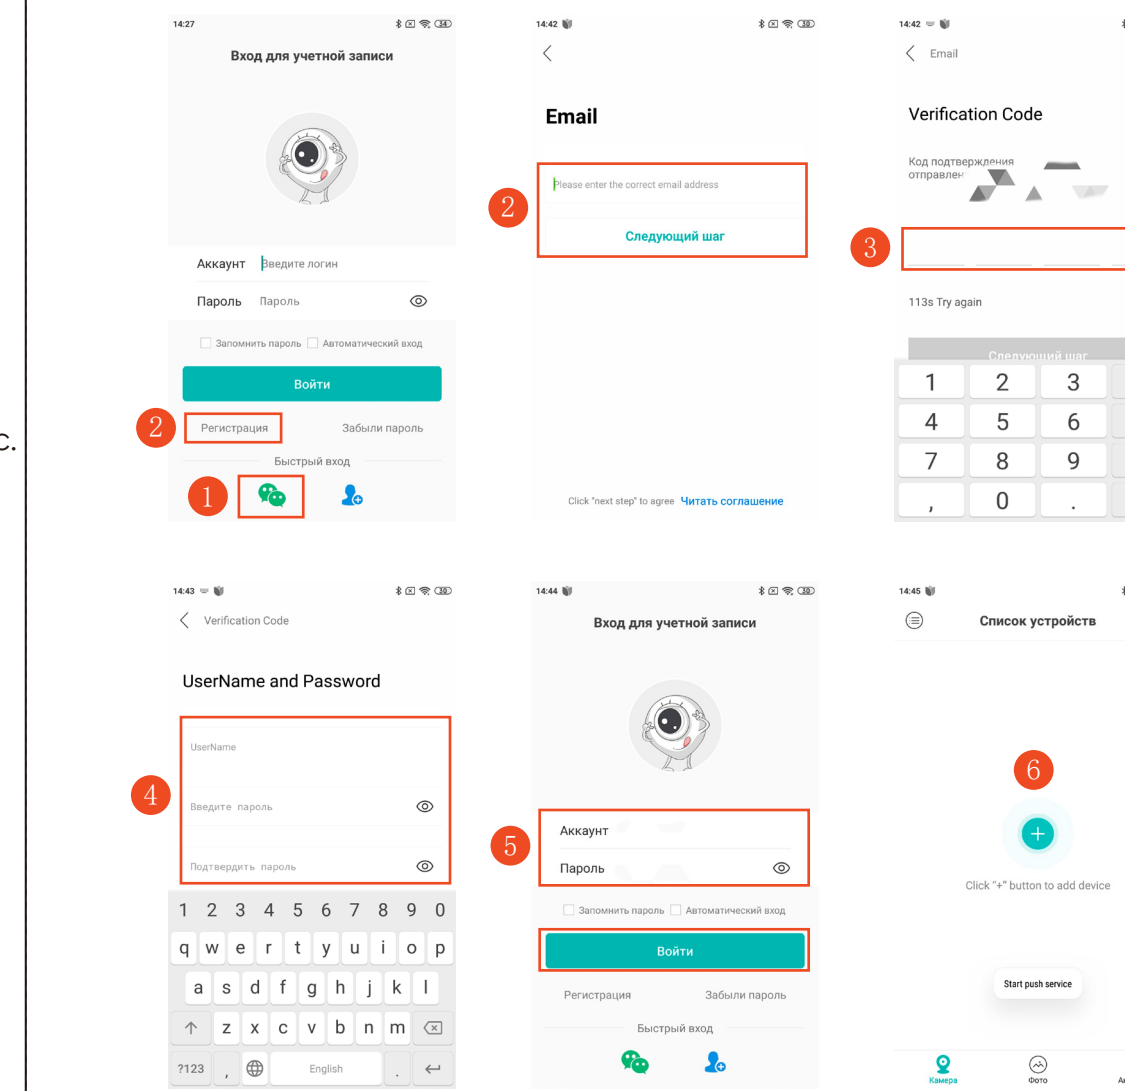 с.
14:27
34
Вход для учетной записи
Аккаунт Введите логин
Пароль Пароль
Запомнить пароль Автоматический вход
Войти
2
Регистрация Забыли пароль
Быстрый вход
1
14:42
30
Email
2
Please enter the correct email address
Следующий шаг
Click "next step" to agree Читать соглашение
14:42
Email
Verification Code
Код подтверждения
3
113s Try again
Следующий шаг
1 2 3
4 5 6
7 8 9
, 0 .
14:43
30
Verification Code
UserName and Password
4
UserName
Введите пароль
Подтвердить пароль
1 2 3 4 5 6 7 8 9 0
q w e r t y u i o p
a s d f g h j k l
z x c v b n m
?123 , English .
14:44
30
Вход для учетной записи
5
Аккаунт
Пароль
Запомнить пароль Автоматический вход
Войти
Регистрация Забыли пароль
Быстрый вход
14:45
Список устройств
6
+
Click "+" button to add device
Start push service
Камера Фото